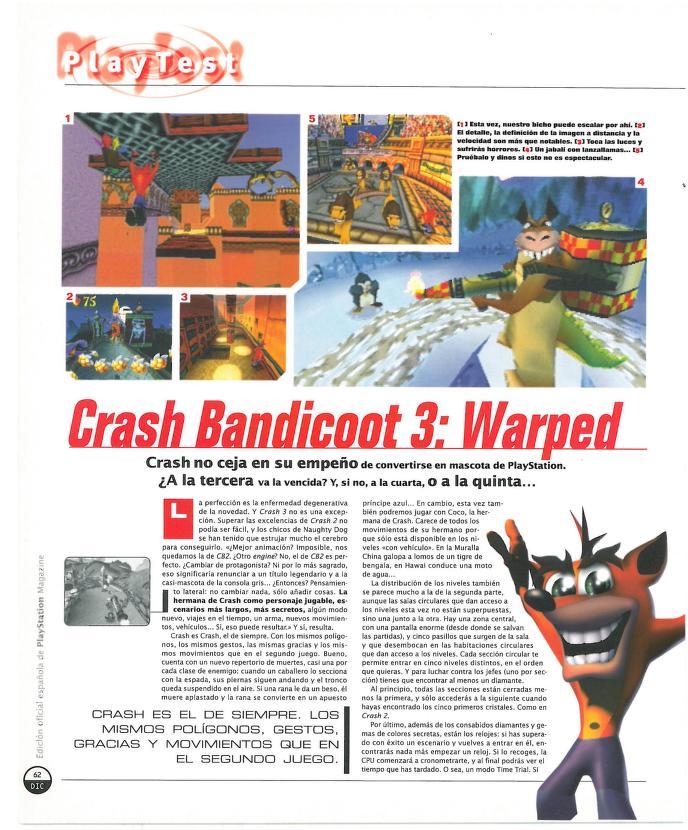 PlayTest
1
5
[1] Esta vez, nuestro bicho puede escalar por ahí. [2]
El detalle, la definición de la imagen a distancia y la
velocidad son más que notables. [3] Toca las luces y
sufrirás horrores. [4] Un jabalí con lanzallamas... [5]
Pruébalo y dinos si esto no es espectacular.
4
2
75
3
Crash Bandicoot 3: Warped
Crash no ceja en su empeño de convertirse en mascota de PlayStation.
¿A la tercera va la vencida? Y, si no, a la cuarta, o a la quinta...
La perfección es la enfermedad degenerativa
de la novedad. Y Crash 3 no es una excep-
ción. Superar las excelencias de Crash 2 no
podía ser fácil, y los chicos de Naughty Dog
se han tenido que estrujar mucho el cerebro
para conseguirlo. «¿Mejor animación? Imposible, nos
quedamos con la de CB2. ¿Otro engine? No, el de CB2 es per-
fecto. ¿Cambiar de protagonista? Ni por lo más sagrado,
eso significaría renunciar a un título legendario y a la
casi-mascota de la consola gris... ¿Entonces? Pensamien-
to lateral: no cambiar nada, sólo añadir cosas. La
hermana de Crash como personaje jugable, es-
cenarios más largos, más secretos, algún modo
nuevo, viajes en el tiempo, un arma, nuevos movimien-
tos, vehículos... Sí, eso puede resultar.» Y sí, resulta.
Crash es Crash, el de siempre. Con los mismos polígo-
nos, los mismos gestos, las mismas gracias y los mis-
mos movimientos que en el segundo juego. Bueno,
cuenta con un nuevo repertorio de muertes, casi una por
cada clase de enemigo: cuando un caballero lo secciona
con la espada, sus piernas siguen andando y el tronco
queda suspendido en el aire. Si una rana le da un beso, él
muere aplastado y la rana se convierte en un apuesto
CRASH ES EL DE SIEMPRE. LOS
MISMOS POLÍGONOS, GESTOS,
GRACIAS Y MOVIMIENTOS QUE EN
EL SEGUNDO JUEGO.
príncipe azul... En cambio, esta vez tam-
bién podremos jugar con Coco, la her-
mana de Crash. Carece de todos los
movimientos de su hermano por-
que sólo está disponible en los ni-
veles «con vehículo». En la Muralla
China galopa a lomos de un tigre de
bengala, en Hawai conduce una moto
de agua...
La distribución de los niveles también
se parece mucho a la de la segunda parte,
aunque las salas circulares que dan acceso a
los niveles esta vez no están superpuestas,
sino una junto a la otra. Hay una zona central,
con una pantalla enorme (desde donde se salvan
las partidas), y cinco pasillos que surgen de la sala
y que desembocan en las habitaciones circulares
que dan acceso a los niveles. Cada sección circular te
permite entrar en cinco niveles distintos, en el orden
que quieras. Y para luchar contra los jefes (uno por sec-
ción) tienes que encontrar al menos un diamante.
Al principio, todas las secciones están cerradas me-
nos la primera, y sólo accederás a la siguiente cuando
hayas encontrado los cinco primeros cristales. Como en
Crash 2.
Por último, además de los consabidos diamantes y ge-
mas de colores secretas, están los relojes: si has supera-
do con éxito un escenario y vuelves a entrar en él, en-
contrarás nada más empezar un reloj. Si lo recoges, la
CPU comenzará a cronometrarte, y al final podrás ver el
tiempo que has tardado. O sea, un modo Time Trial. Si
Edición oficial española de PlayStation Magazine
62
DIC